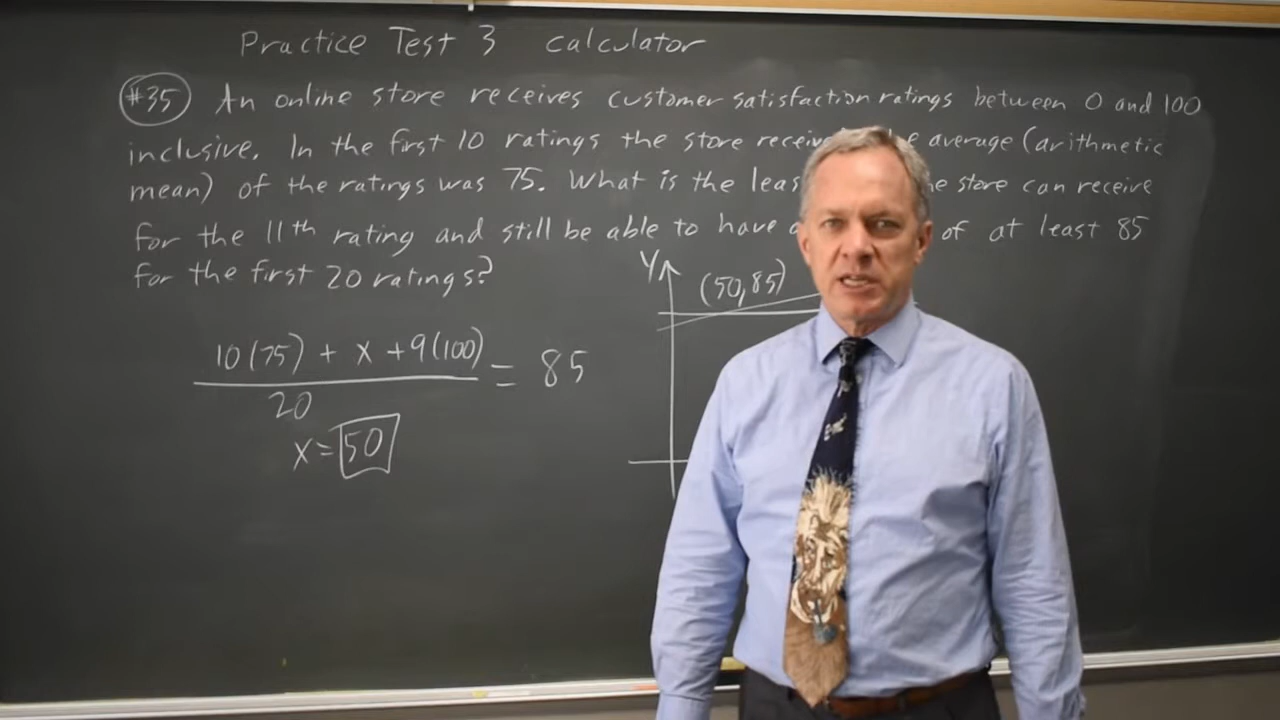 Practice Test 3 calculator
#35 An online store receives customer satisfaction ratings between 0 and 100
inclusive. In the first 10 ratings the store average (arithmetic
mean) of the ratings was 75. What is the store can receive
for the 11th rating and still be able to have of at least 85
for the first 20 ratings?
Y
(50,85)
10(75) + x + 9(100)
= 85
20
x = 50